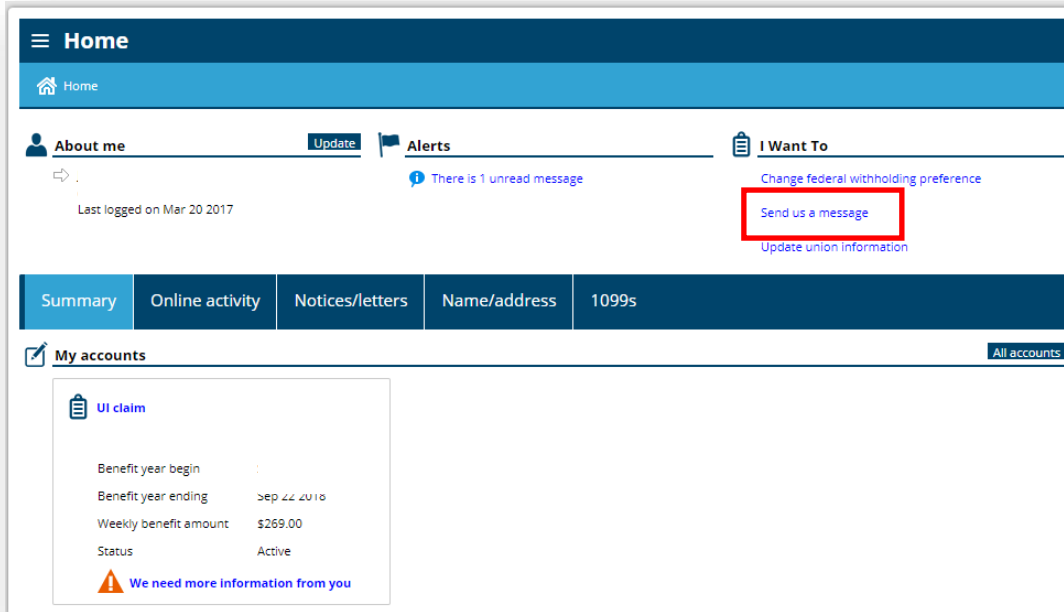 Home
Home
About me
Update
.
Last logged on Mar 20 2017
Alerts
There is 1 unread message
I Want To
Change federal withholding preference
Send us a message
Update union information
Summary
Online activity
Notices/letters
Name/address
1099s
My accounts
All accounts
UI claim
Benefit year begin
Benefit year ending Sep 22 2018
Weekly benefit amount $269.00
Status Active
We need more information from you